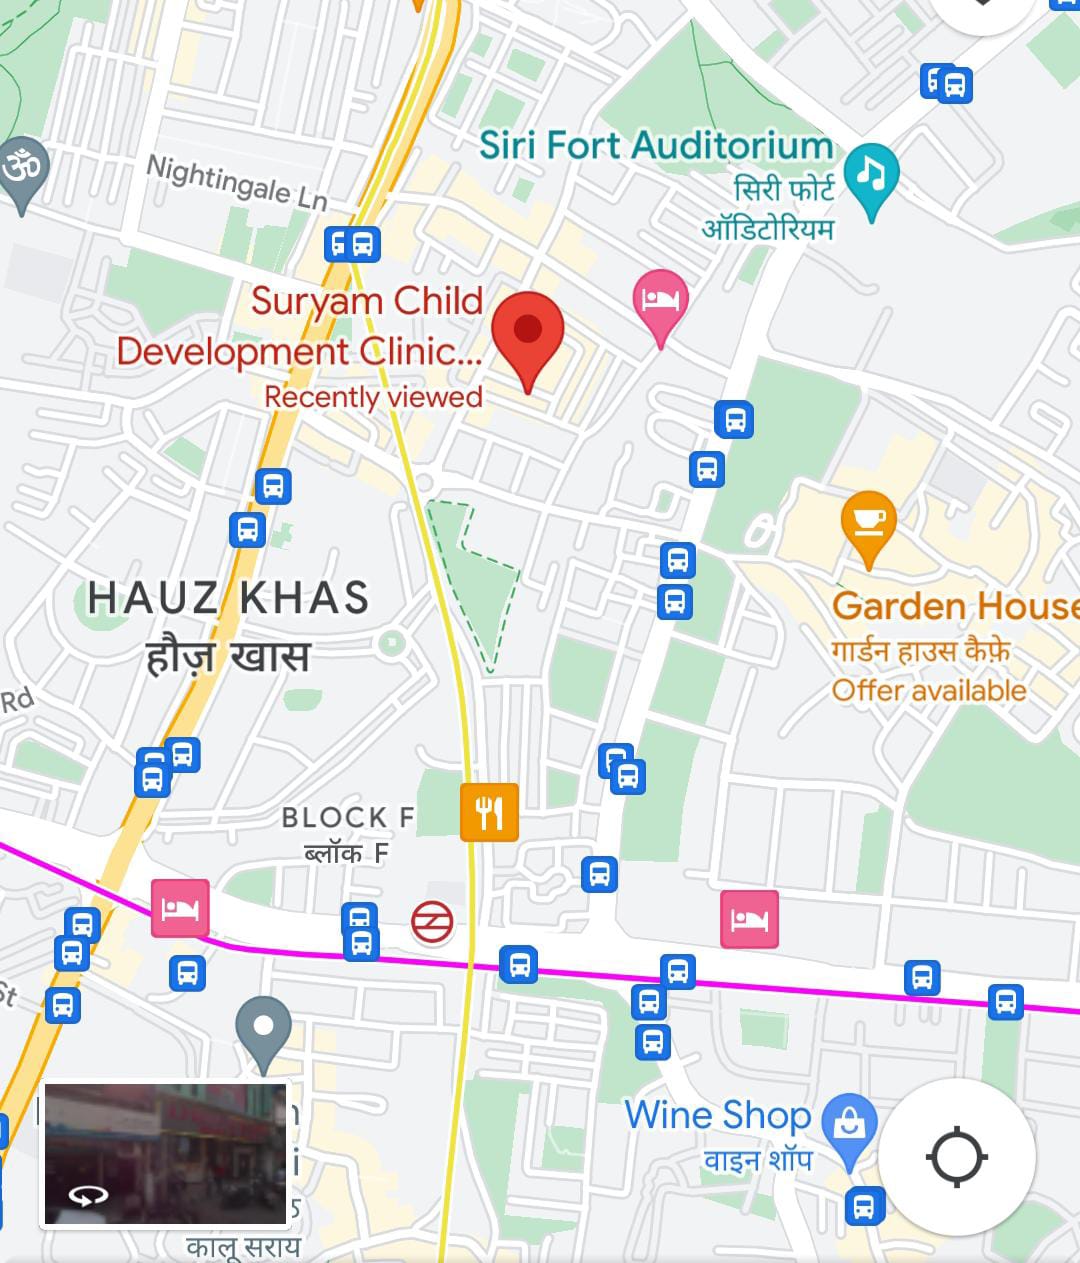 Nightingale Ln
Siri Fort Auditorium
सिरी फोर्ट
ऑडिटोरियम
Suryam Child
Development Clinic...
Recently viewed
HAUZ KHAS
हौज़ खास
Garden House
गार्डन हाउस कैफ़े
Offer available
Rd
BLOCK F
ब्लॉक F
St
Wine Shop
वाइन शॉप
कालू सराय